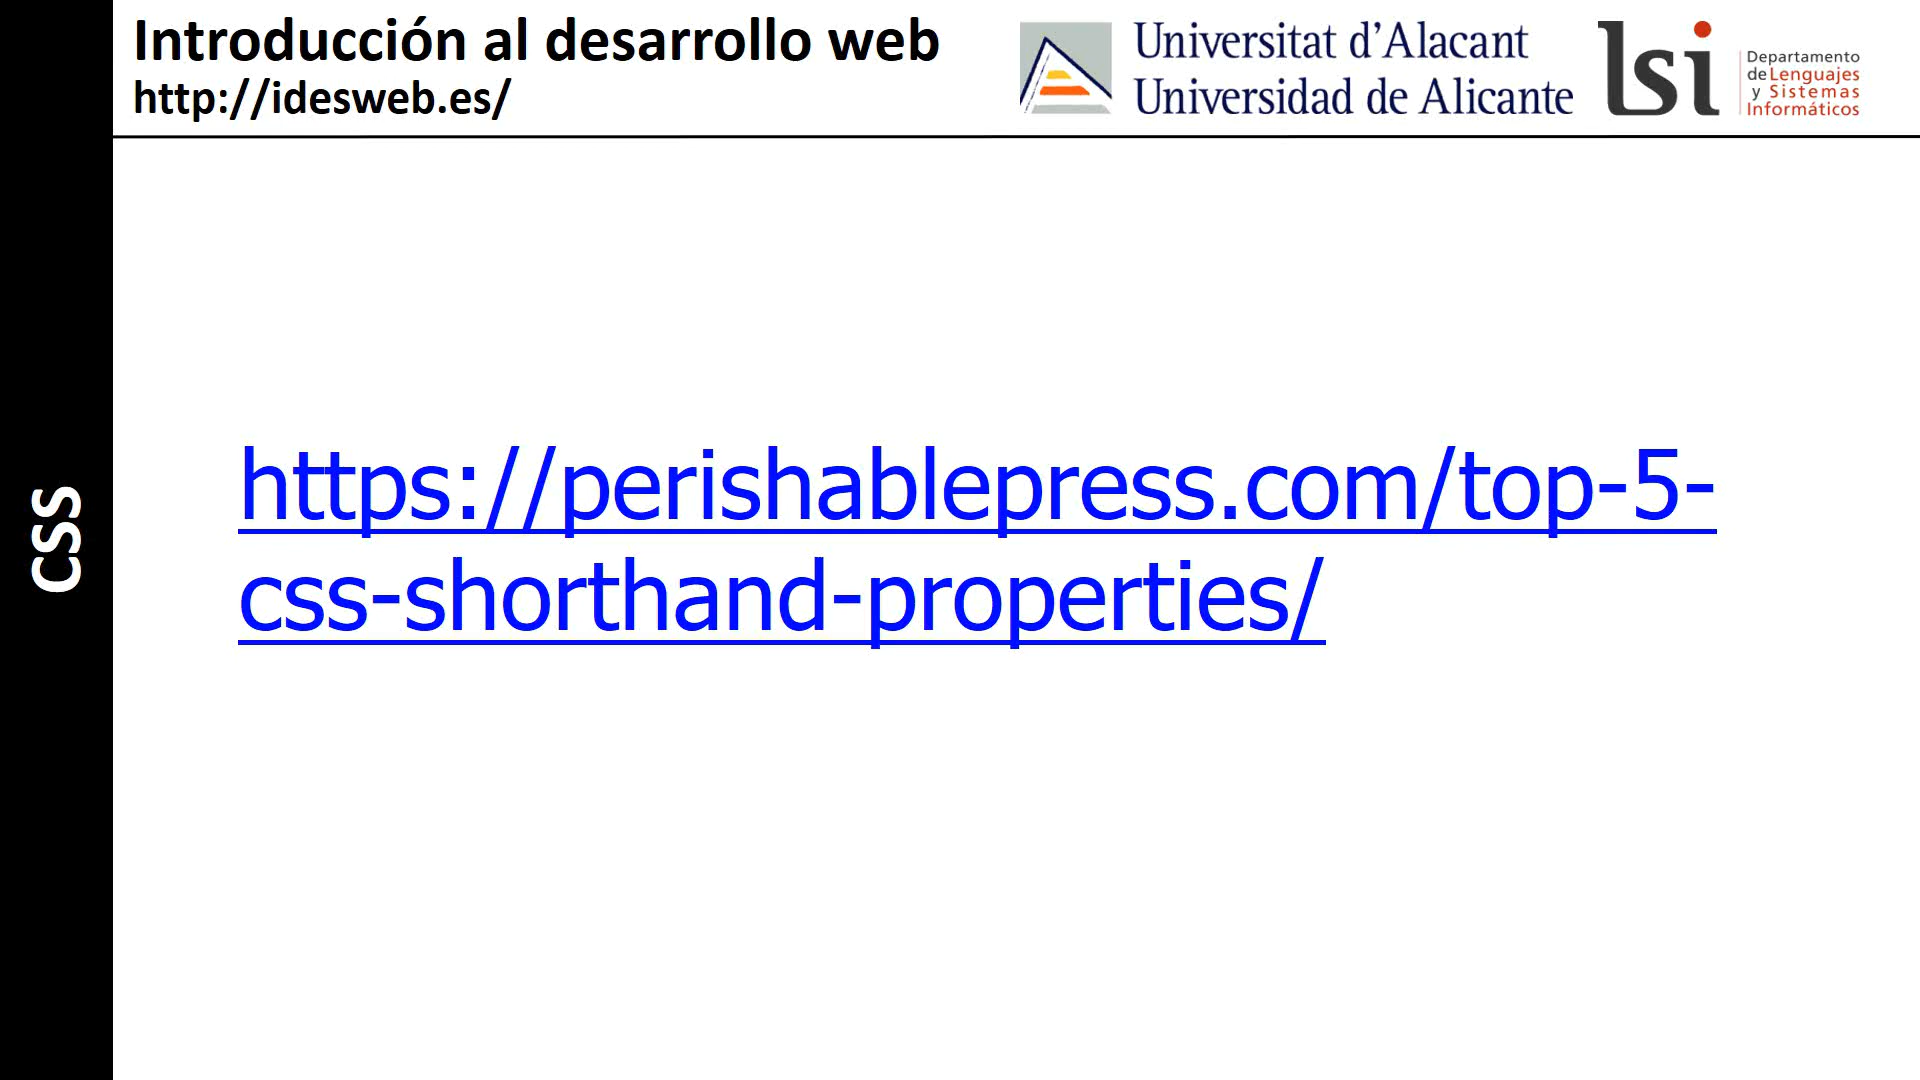 Introducción al desarrollo web
http://idesweb.es/
Universitat d'Alacant
Universidad de Alicante
lsi
Departamento
de Lenguajes
y Sistemas
Informáticos
CSS
https://perishablepress.com/top-5-
css-shorthand-properties/